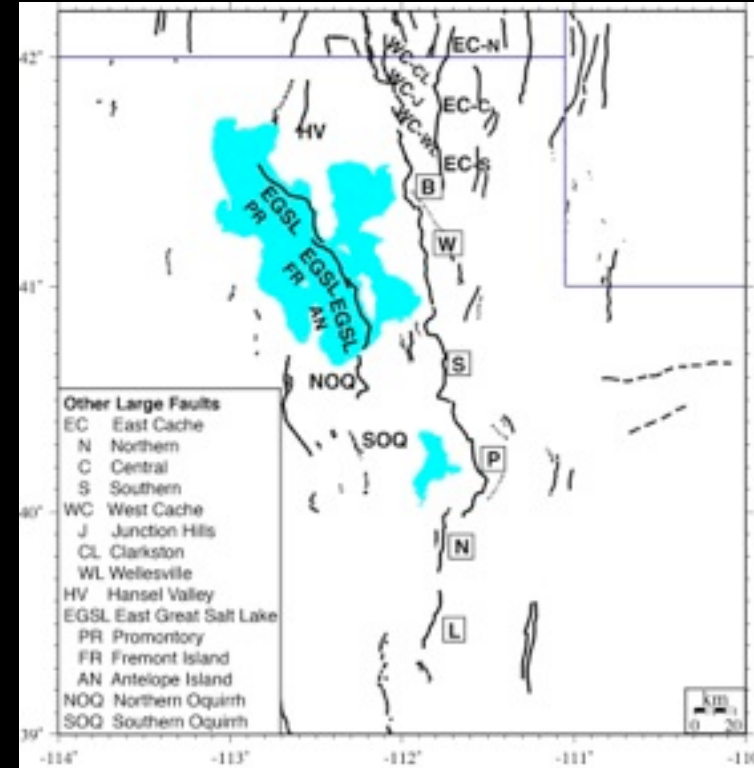 42°
WC-CL
EC-N
WC-J
EC-C
HV
WC-WL
EC-S
B
EGSL
PR
W
EGSL
FR
41°
AN
EGSL
S
NOQ
Other Large Faults
EC East Cache
N Northern
C Central
S Southern
WC West Cache
J Junction Hills
CL Clarkston
WL Wellesville
HV Hansel Valley
EGSL East Great Salt Lake
PR Promontory
FR Fremont Island
AN Antelope Island
NOQ Northern Oquirrh
SOQ Southern Oquirrh
SOQ
P
40°
N
L
km
0 20
39°
-114° -113° -112° -111° -11